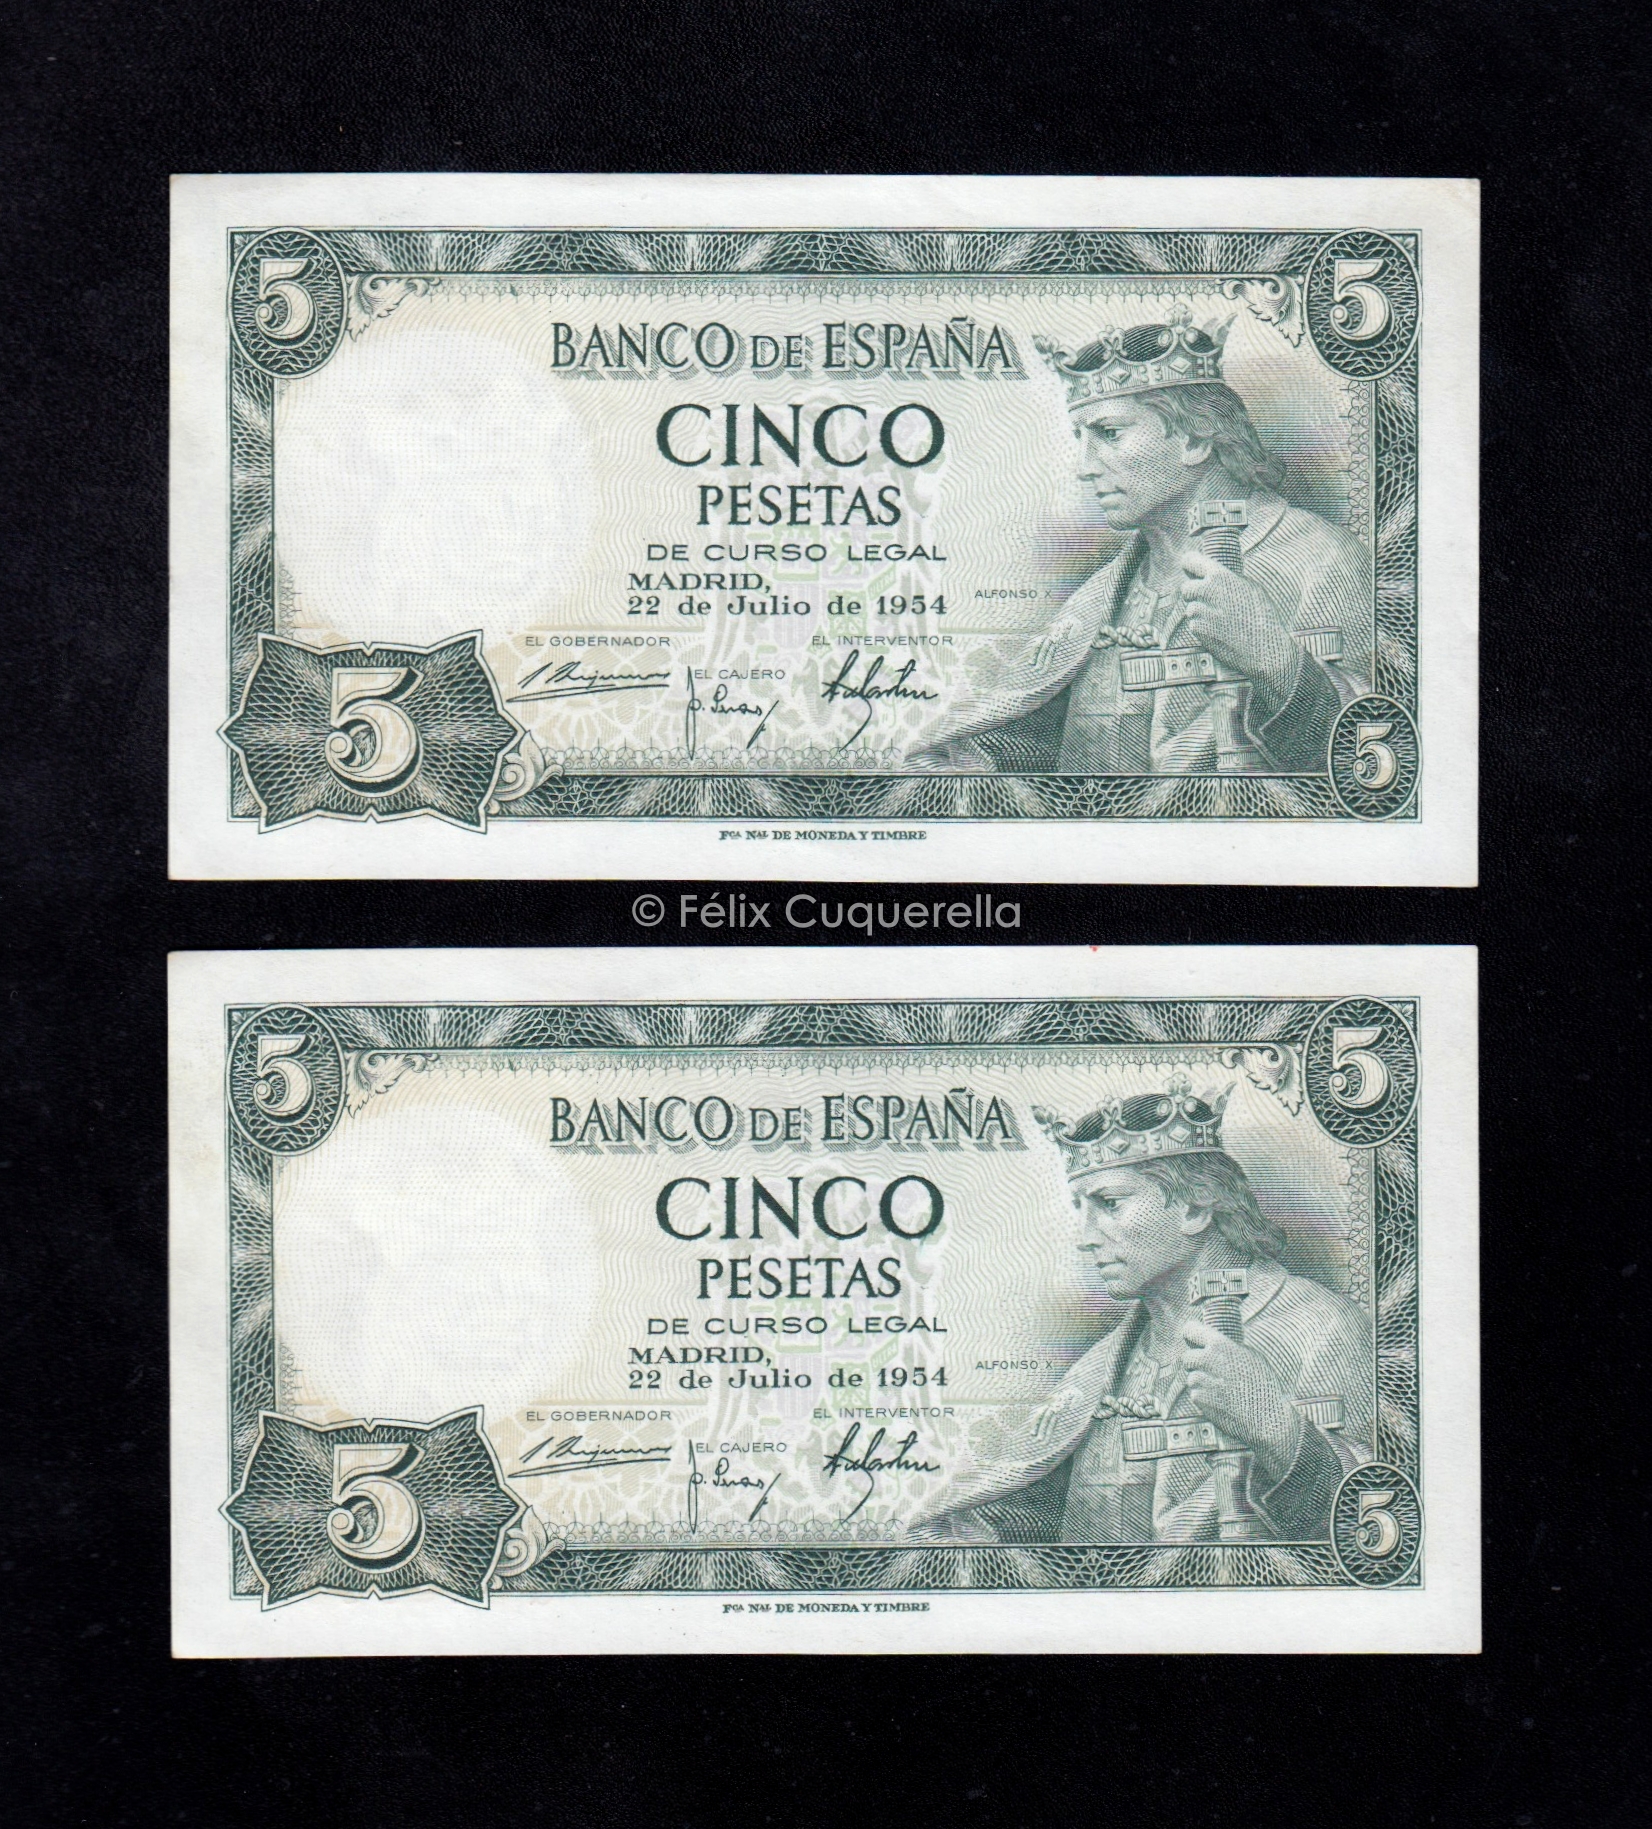 5 5
BANCO DE ESPAÑA
CINCO
PESETAS
DE CURSO LEGAL
MADRID,
22 de Julio de 1954
ALFONSO X
EL GOBERNADOR EL INTERVENTOR
EL CAJERO
5 5
Fca Nal DE MONEDA Y TIMBRE
© Félix Cuquerella
5 5
BANCO DE ESPAÑA
CINCO
PESETAS
DE CURSO LEGAL
MADRID,
22 de Julio de 1954
ALFONSO X
EL GOBERNADOR EL INTERVENTOR
EL CAJERO
5 5
Fca Nal DE MONEDA Y TIMBRE